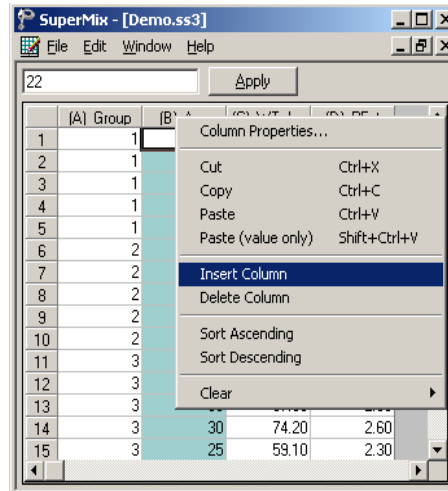 SuperMix - [Demo.ss3]
File Edit Window Help
22 Apply
(A) Group
1 1
2 1
3 1
4 1
5 1
6 2
7 2
8 2
9 2
10 2
11 3
12 3
13 3
14 3 30 74.20 2.60
15 3 25 59.10 2.30
Column Properties...
Cut Ctrl+X
Copy Ctrl+C
Paste Ctrl+V
Paste (value only) Shift+Ctrl+V
Insert Column
Delete Column
Sort Ascending
Sort Descending
Clear